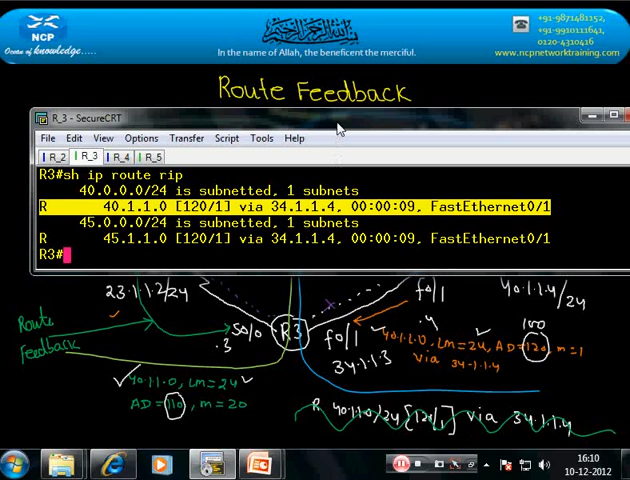 +91-9871481152,
+91-9910111641,
0120-4310416
NCP
Ocean of knowledge.....
بسم الله الرحمن الرحيم
In the name of Allah, the beneficent the merciful.
www.ncpnetworktraining.com
Route Feedback
R_3 - SecureCRT
File Edit View Options Transfer Script Tools Help
R_2 R_3 R_4 R_5
R3#sh ip route rip
40.0.0.0/24 is subnetted, 1 subnets
R 40.1.1.0 [120/1] via 34.1.1.4, 00:00:09, FastEthernet0/1
45.0.0.0/24 is subnetted, 1 subnets
R 45.1.1.0 [120/1] via 34.1.1.4, 00:00:09, FastEthernet0/1
R3#
23.1.1.2/24
fo/1
40.1.1.4/24
Route
Feedback
So/0
.3
R3
fo/1
34.1.1.3
.4
100
40.1.1.0, LM=24, AD=120, m=1
via 34.1.1.4
40.1.1.0, LM=24
AD=110, m=20
R 40.1.1.0/24 [120/1] via 34.1.1.4
16:10
10-12-2012